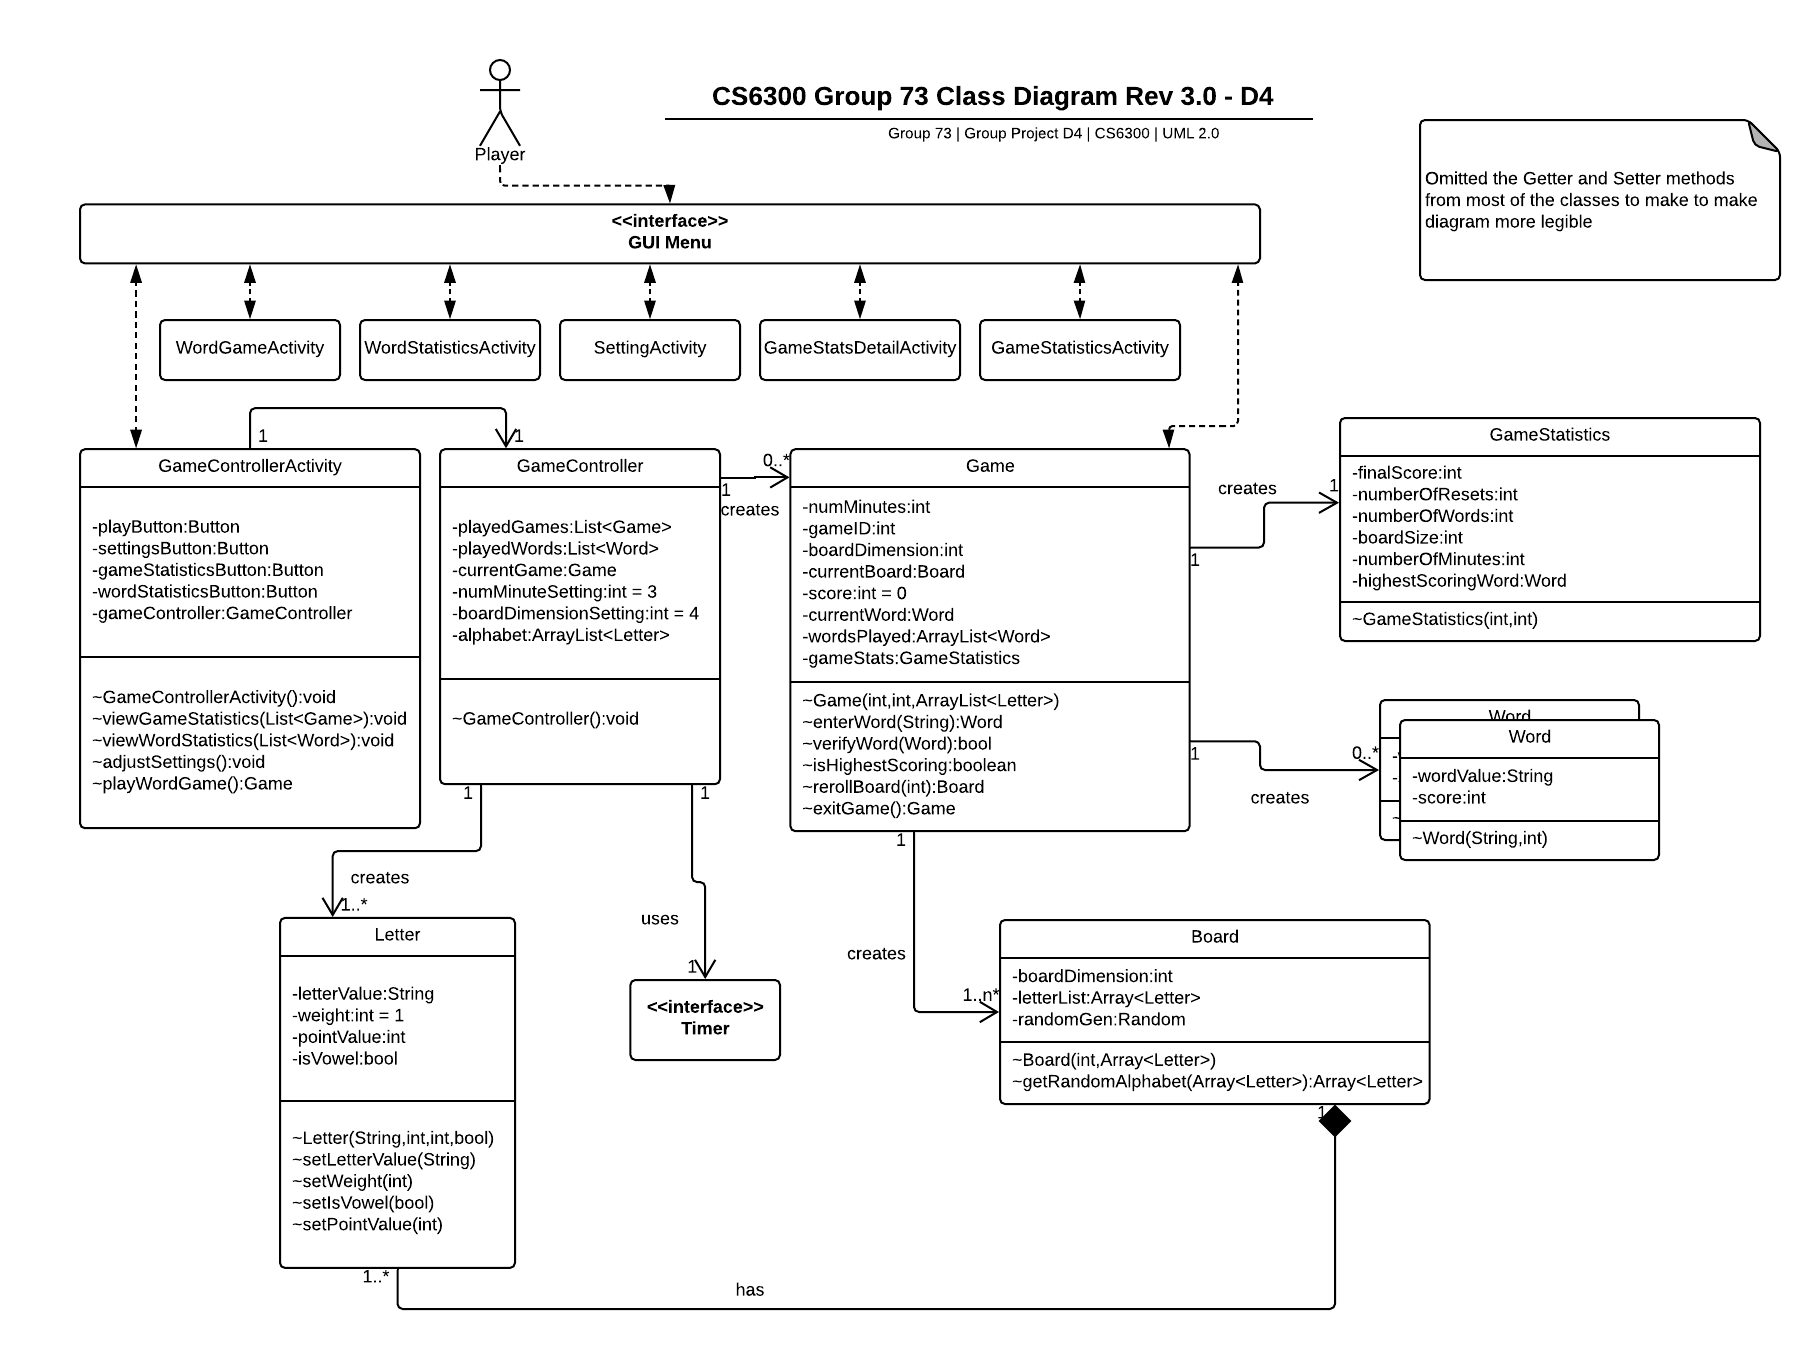 CS6300 Group 73 Class Diagram Rev 3.0 - D4
Group 73 | Group Project D4 | CS6300 | UML 2.0
Player
Omitted the Getter and Setter methods
from most of the classes to make to make
diagram more legible
<<interface>>
GUI Menu
WordGameActivity
WordStatisticsActivity
SettingActivity
GameStatsDetailActivity
GameStatisticsActivity
1
1
GameControllerActivity
-playButton:Button
-settingsButton:Button
-gameStatisticsButton:Button
-wordStatisticsButton:Button
-gameController:GameController
~GameControllerActivity():void
~viewGameStatistics(List<Game>):void
~viewWordStatistics(List<Word>):void
~adjustSettings():void
~playWordGame():Game
GameController
-playedGames:List<Game>
-playedWords:List<Word>
-currentGame:Game
-numMinuteSetting:int = 3
-boardDimensionSetting:int = 4
-alphabet:ArrayList<Letter>
~GameController():void
0..*
1
creates
Game
-numMinutes:int
-gameID:int
-boardDimension:int
-currentBoard:Board
-score:int = 0
-currentWord:Word
-wordsPlayed:ArrayList<Word>
-gameStats:GameStatistics
~Game(int,int,ArrayList<Letter>)
~enterWord(String):Word
~verifyWord(Word):bool
~isHighestScoring:boolean
~rerollBoard(int):Board
~exitGame():Game
creates
1
1
GameStatistics
-finalScore:int
-numberOfResets:int
-numberOfWords:int
-boardSize:int
-numberOfMinutes:int
-highestScoringWord:Word
~GameStatistics(int,int)
1
0..*
creates
Word
-
-
~
Word
-wordValue:String
-score:int
~Word(String,int)
1
1
1
creates
1..*
uses
1
creates
1..n*
Letter
-letterValue:String
-weight:int = 1
-pointValue:int
-isVowel:bool
~Letter(String,int,int,bool)
~setLetterValue(String)
~setWeight(int)
~setIsVowel(bool)
~setPointValue(int)
<<interface>>
Timer
Board
-boardDimension:int
-letterList:Array<Letter>
-randomGen:Random
~Board(int,Array<Letter>)
~getRandomAlphabet(Array<Letter>):Array<Letter>
1
1..*
has